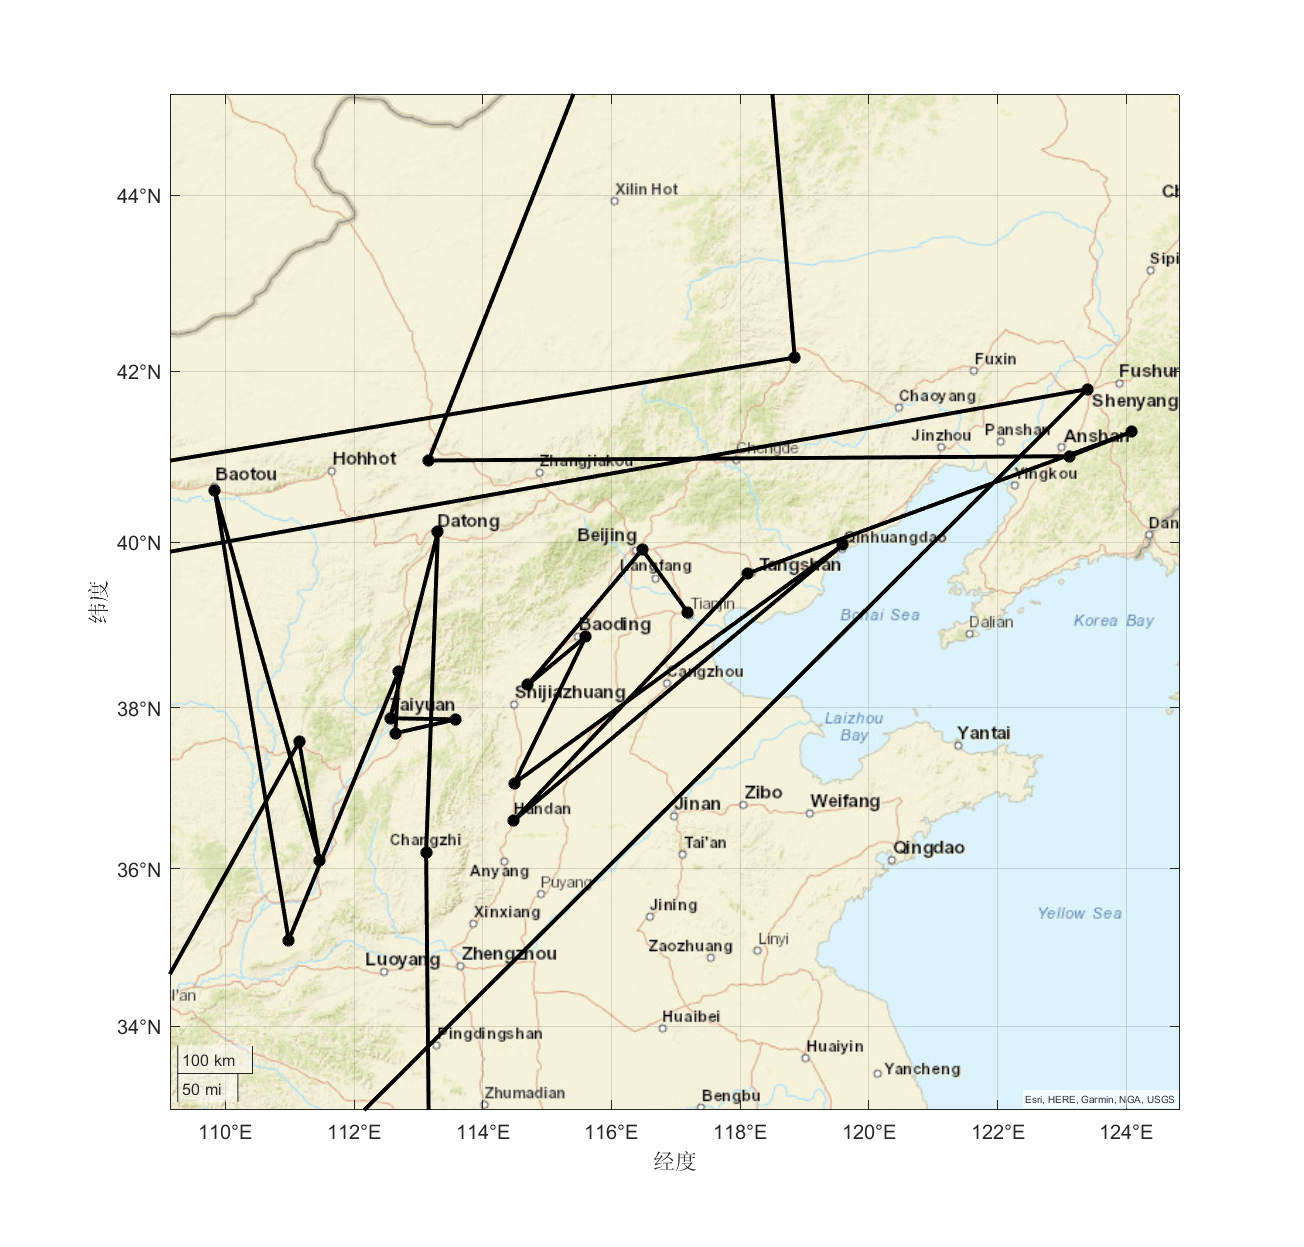 44°N
42°N
40°N
38°N
36°N
34°N
纬度
Xilin Hot
Ch
Sipi
Fuxin
Fushun
Chaoyang
Shenyang
Jinzhou
Panshan
Anshan
Hohhot
Zhangjiakou
Chengde
Yingkou
Baotou
Datong
Beijing
Qinhuangdao
Dan
Langfang
Tangshan
Tianjin
Bohai Sea
Dalian
Korea Bay
Baoding
Cangzhou
Shijiazhuang
Taiyuan
Laizhou
Bay
Yantai
Handan
Jinan
Zibo
Weifang
Changzhi
Tai'an
Qingdao
Anyang
Puyang
Xinxiang
Jining
Yellow Sea
Luoyang
Zhengzhou
Zaozhuang
Linyi
I'an
Pingdingshan
Huaibei
Huaiyin
Yancheng
Zhumadian
Bengbu
100 km
50 mi
Esri, HERE, Garmin, NGA, USGS
110°E 112°E 114°E 116°E 118°E 120°E 122°E 124°E
经度